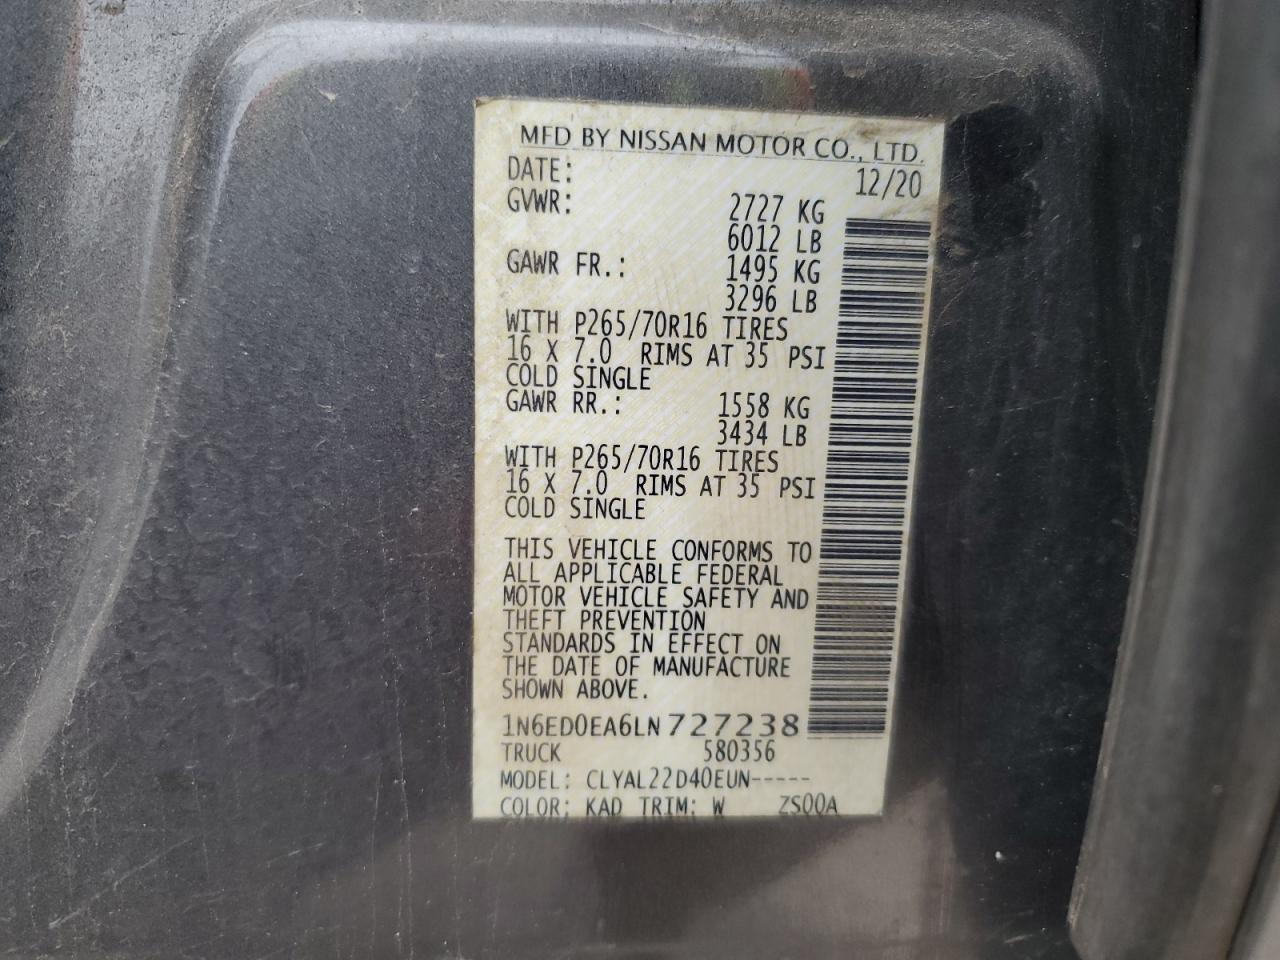 MFD BY NISSAN MOTOR CO., LTD.
DATE: 12/20
GVWR: 2727 KG
6012 LB
GAWR FR.: 1495 KG
3296 LB
WITH P265/70R16 TIRES
16 X 7.0 RIMS AT 35 PSI
COLD SINGLE
GAWR RR.: 1558 KG
3434 LB
WITH P265/70R16 TIRES
16 X 7.0 RIMS AT 35 PSI
COLD SINGLE
THIS VEHICLE CONFORMS TO
ALL APPLICABLE FEDERAL
MOTOR VEHICLE SAFETY AND
THEFT PREVENTION
STANDARDS IN EFFECT ON
THE DATE OF MANUFACTURE
SHOWN ABOVE.
1N6ED0EA6LN727238
TRUCK 580356
MODEL: CLYAL22D40EUN-----
COLOR: KAD TRIM: W ZS00A